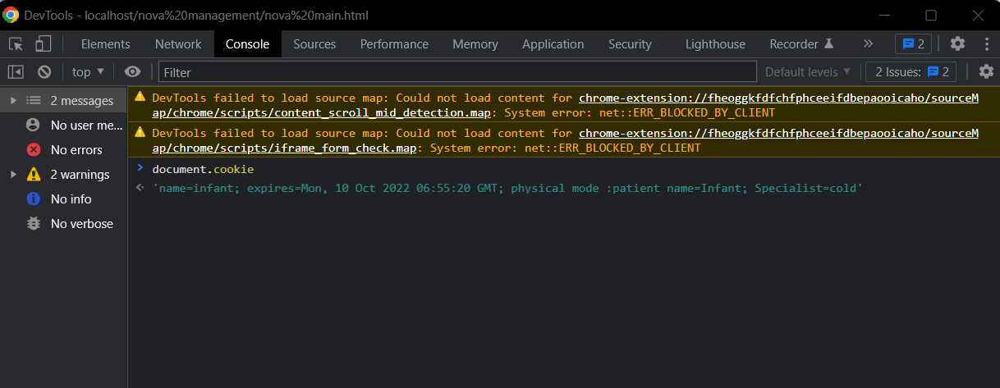 DevTools - localhost/nova%20management/nova%20main.html
Elements Network Console Sources Performance Memory Application Security Lighthouse Recorder » 2
top Filter Default levels 2 Issues: 2
2 messages
No user me...
No errors
2 warnings
No info
No verbose
DevTools failed to load source map: Could not load content for chrome-extension://fheoggkfdfchfphceeifdbepaooicaho/sourceM
ap/chrome/scripts/content_scroll_mid_detection.map: System error: net::ERR_BLOCKED_BY_CLIENT
DevTools failed to load source map: Could not load content for chrome-extension://fheoggkfdfchfphceeifdbepaooicaho/sourceM
ap/chrome/scripts/iframe_form_check.map: System error: net::ERR_BLOCKED_BY_CLIENT
document.cookie
'name=infant; expires=Mon, 10 Oct 2022 06:55:20 GMT; physical mode :patient name=Infant; Specialist=cold'